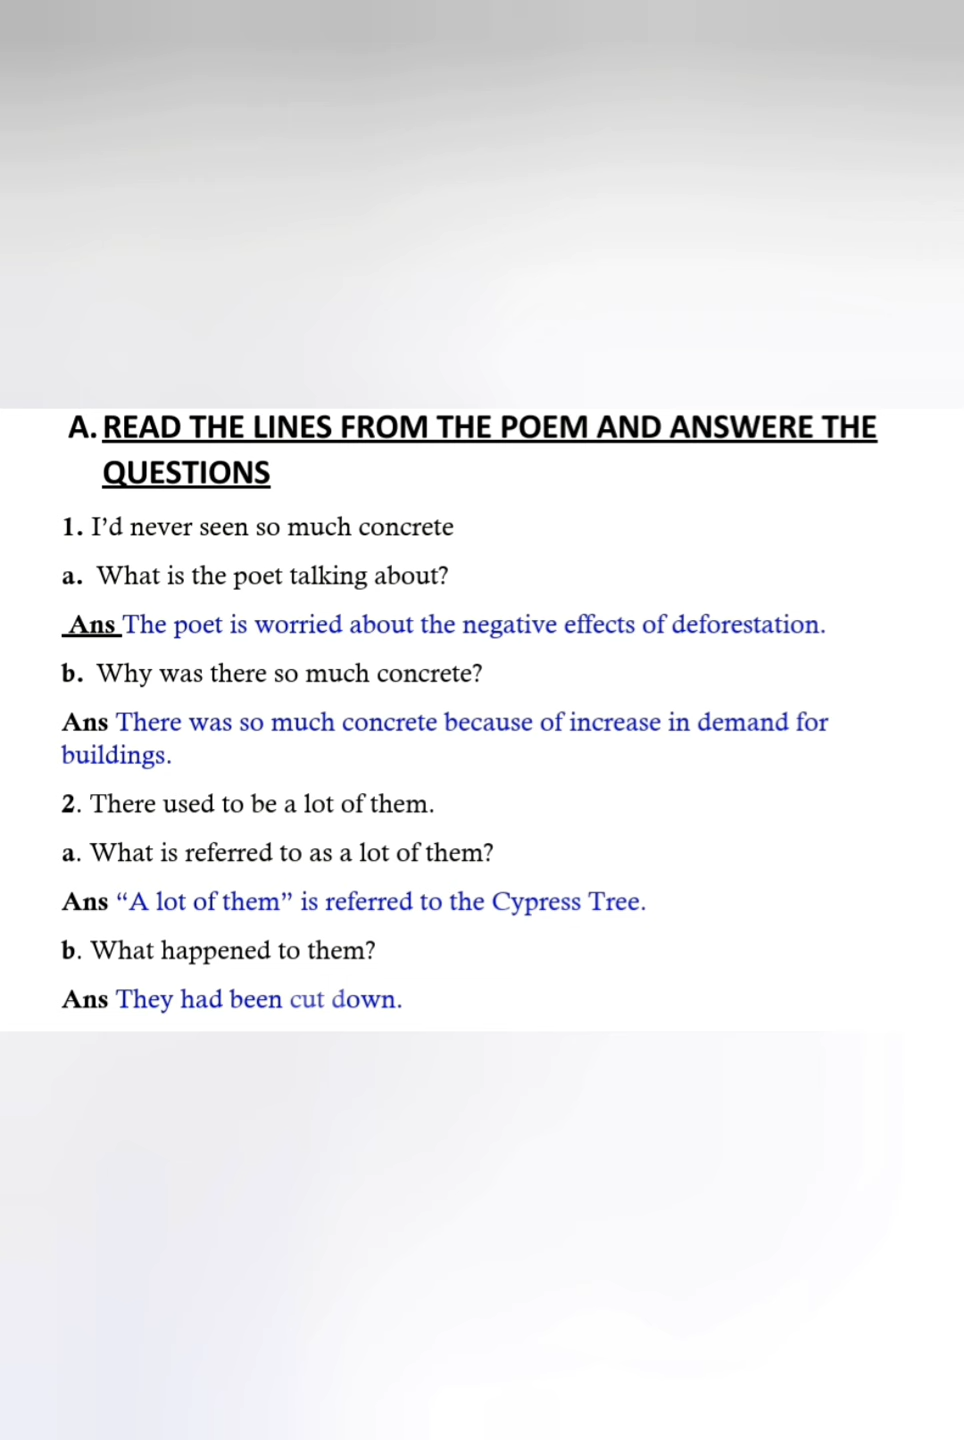 A. READ THE LINES FROM THE POEM AND ANSWERE THE
QUESTIONS
1. I’d never seen so much concrete
a. What is the poet talking about?
Ans The poet is worried about the negative effects of deforestation.
b. Why was there so much concrete?
Ans There was so much concrete because of increase in demand for
buildings.
2. There used to be a lot of them.
a. What is referred to as a lot of them?
Ans “A lot of them” is referred to the Cypress Tree.
b. What happened to them?
Ans They had been cut down.